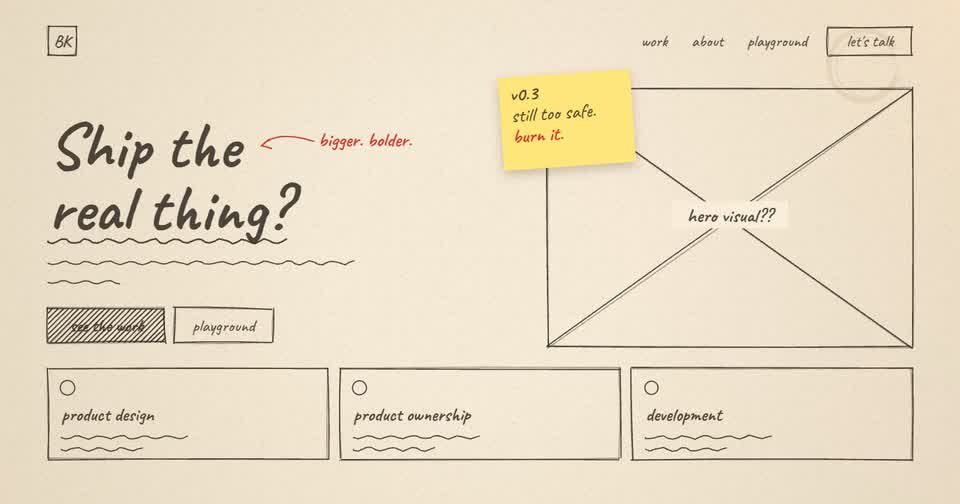 BK
work about playground let's talk
v0.3
still too safe.
burn it.
Ship the
real thing?
bigger. bolder.
hero visual??
see the work
playground
product design
product ownership
development